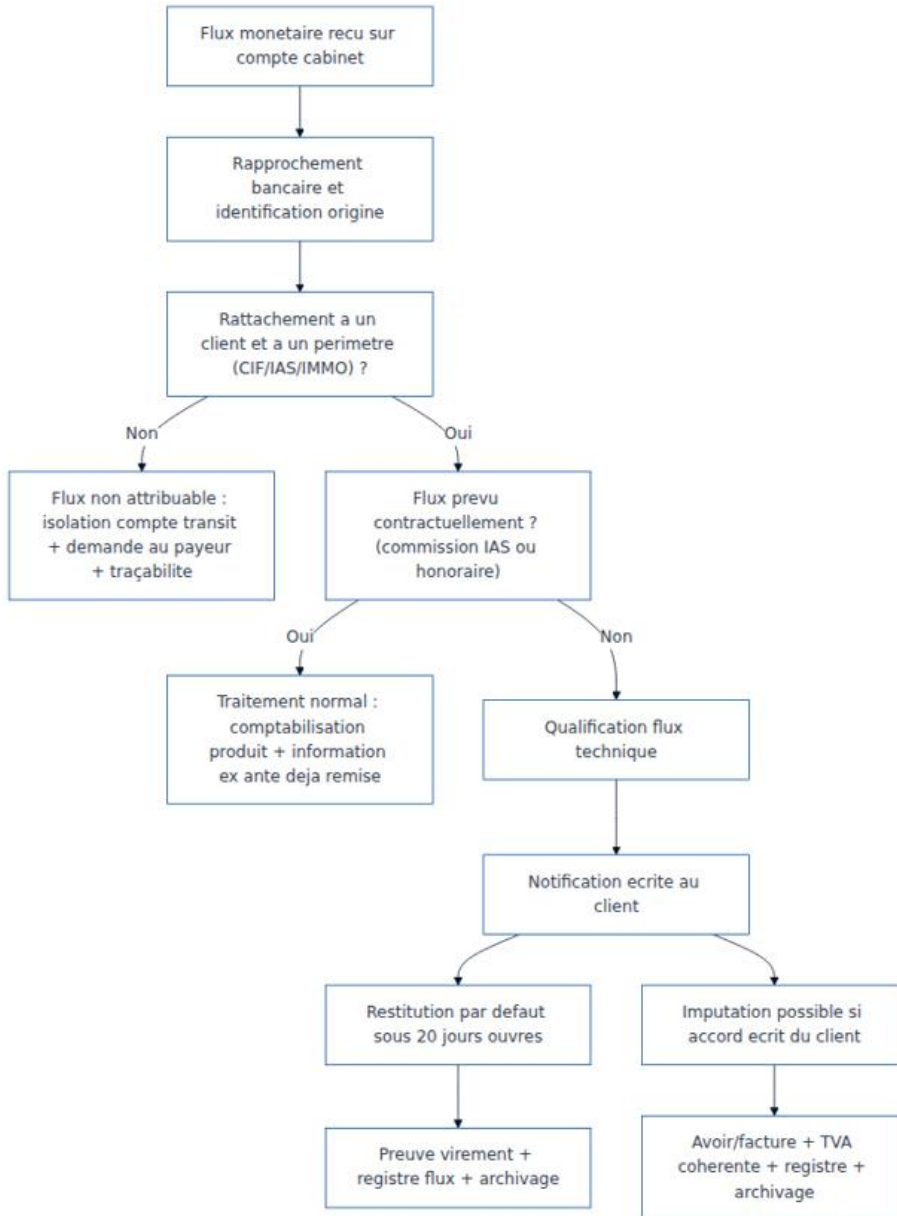 Flux monetaire recu sur
compte cabinet
Rapprochement
bancaire et
identification origine
Rattachement a un
client et a un perimetre
(CIF/IAS/IMMO) ?
Non
Oui
Flux non attribuable :
isolation compte transit
+ demande au payeur
+ traçabilite
Flux prevu
contractuellement ?
(commission IAS ou
honoraire)
Oui
Non
Traitement normal :
comptabilisation
produit + information
ex ante deja remise
Qualification flux
technique
Notification ecrite au
client
Restitution par defaut
sous 20 jours ouvres
Imputation possible si
accord ecrit du client
Preuve virement +
registre flux + archivage
Avoir/facture + TVA
coherente + registre +
archivage